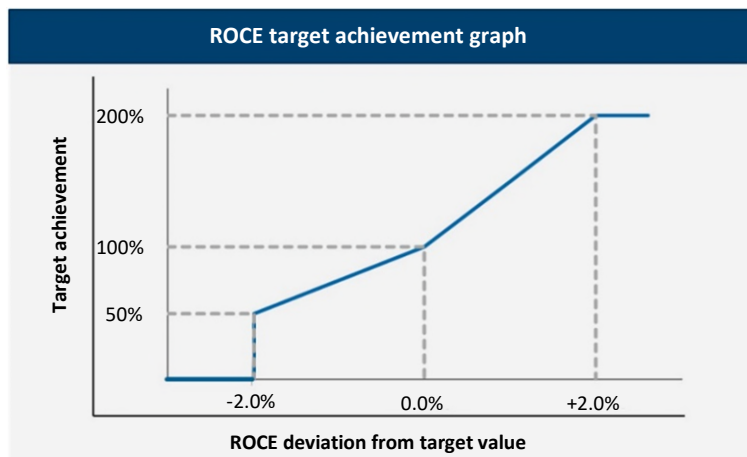 ROCE target achievement graph
Target achievement
200%
100%
50%
-2.0%
0.0%
+2.0%
ROCE deviation from target value